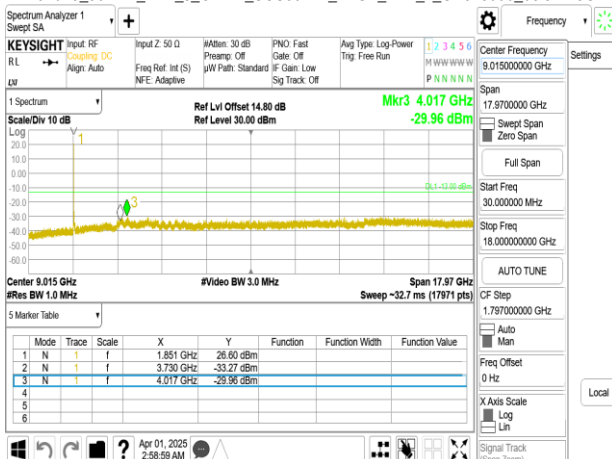 Spectrum Analyzer 1
Swept SA
Frequency
KEYSIGHT
Input: RF
Coupling: DC
Align: Auto
Input Z: 50 Ω
Freq Ref: Int (S)
NFE: Adaptive
#Atten: 30 dB
Preamp: Off
µW Path: Standard
PNO: Fast
Gate: Off
IF Gain: Low
Sig Track: Off
Avg Type: Log-Power
Trig: Free Run
1 2 3 4 5 6
M W W W W W
P N N N N N
RL
LXI
1 Spectrum
Scale/Div 10 dB
Ref Lvl Offset 14.80 dB
Ref Level 30.00 dBm
Mkr3 4.017 GHz
-29.96 dBm
Log
20.0
10.0
0.00
-10.0
-20.0
-30.0
-40.0
-50.0
-60.0
1
3
DL1 -13.00 dBm
Center 9.015 GHz
#Res BW 1.0 MHz
#Video BW 3.0 MHz
Span 17.97 GHz
Sweep ~32.7 ms (17971 pts)
5 Marker Table
Mode Trace Scale X Y Function Function Width Function Value
1 N 1 f 1.851 GHz 26.60 dBm
2 N 1 f 3.730 GHz -33.27 dBm
3 N 1 f 4.017 GHz -29.96 dBm
4
5
6
Apr 01, 2025
2:58:59 AM
Center Frequency
9.015000000 GHz
Settings
Span
17.9700000 GHz
Swept Span
Zero Span
Full Span
Start Freq
30.000000 MHz
Stop Freq
18.000000000 GHz
AUTO TUNE
CF Step
1.797000000 GHz
Auto
Man
Freq Offset
0 Hz
Local
X Axis Scale
Log
Lin
Signal Track